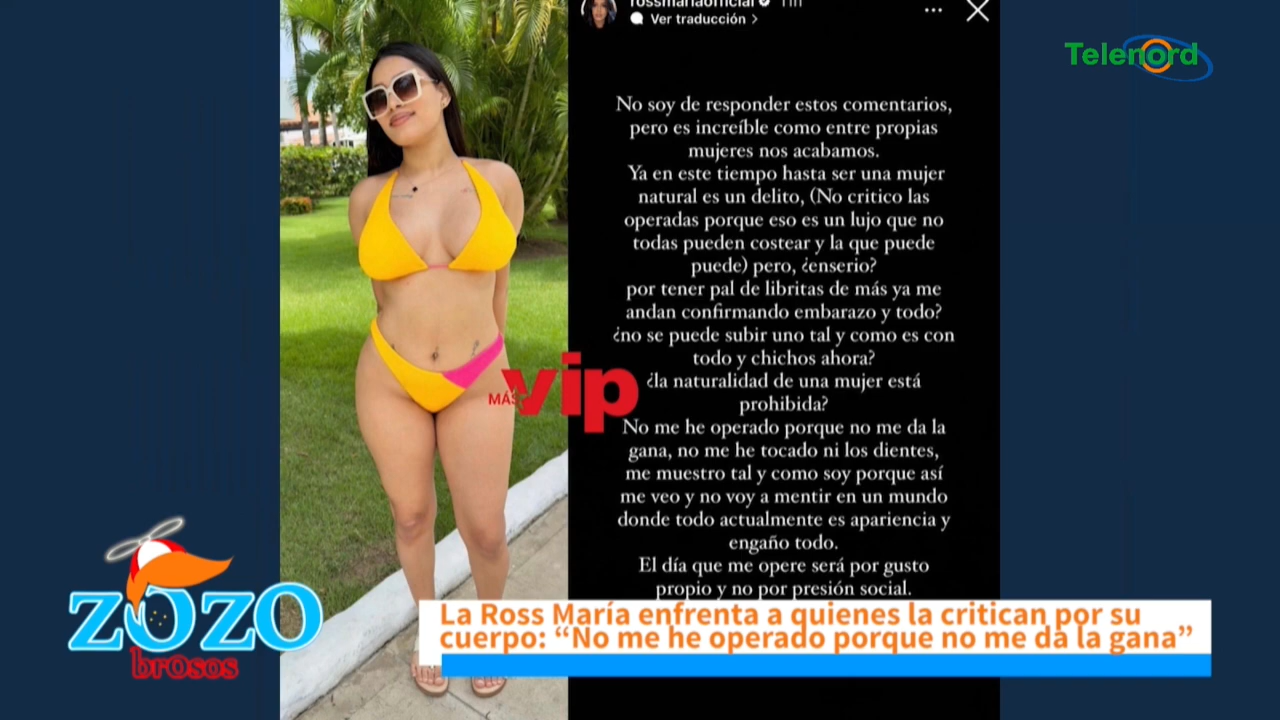 rossmariaofficial 11h
Ver traducción >
Telenord
No soy de responder estos comentarios,
pero es increíble como entre propias
mujeres nos acabamos.
Ya en este tiempo hasta ser una mujer
natural es un delito, (No critico las
operadas porque eso es un lujo que no
todas pueden costear y la que puede
puede) pero, ¿enserio?
por tener pal de libritas de más ya me
andan confirmando embarazo y todo?
¿no se puede subir uno tal y como es con
todo y chichos ahora?
¿la naturalidad de una mujer está
prohibida?
No me he operado porque no me da la
gana, no me he tocado ni los dientes,
me muestro tal y como soy porque así
me veo y no voy a mentir en un mundo
donde todo actualmente es apariencia y
engaño todo.
El día que me opere será por gusto
propio y no por presión social.
MÁS vip
ZOZO
brOsos
La Ross María enfrenta a quienes la critican por su
cuerpo: “No me he operado porque no me da la gana”